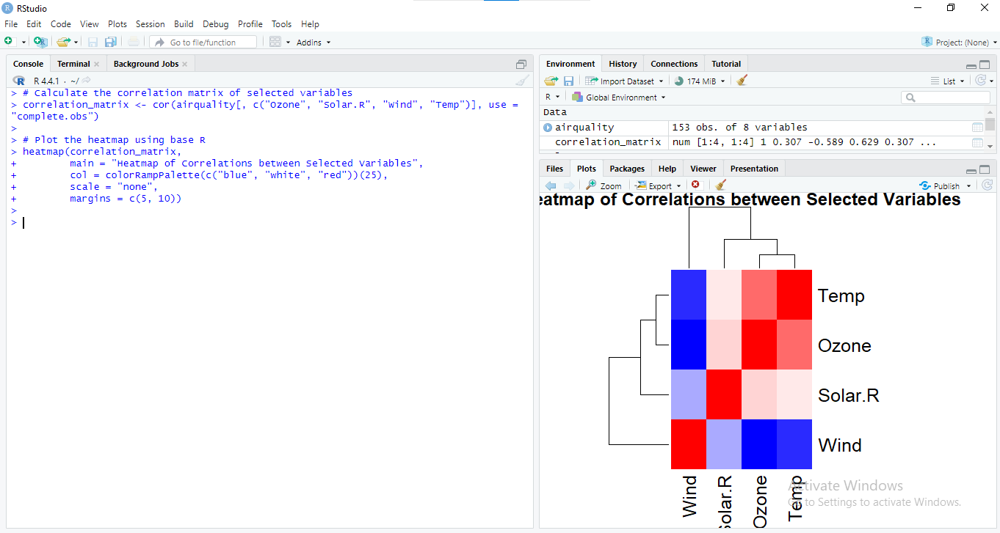 RStudio
File Edit Code View Plots Session Build Debug Profile Tools Help
Go to file/function Addins Project: (None)
Console Terminal Background Jobs
R 4.4.1 · ~/
> # Calculate the correlation matrix of selected variables
> correlation_matrix <- cor(airquality[, c("Ozone", "Solar.R", "Wind", "Temp")], use =
"complete.obs")
>
> # Plot the heatmap using base R
> heatmap(correlation_matrix,
+ main = "Heatmap of Correlations between Selected Variables",
+ col = colorRampPalette(c("blue", "white", "red"))(25),
+ scale = "none",
+ margins = c(5, 10))
>
>
Environment History Connections Tutorial
Import Dataset 174 MiB List
R Global Environment
Data
airquality 153 obs. of 8 variables
correlation_matrix num [1:4, 1:4] 1 0.307 -0.589 0.629 0.307 ...
Files Plots Packages Help Viewer Presentation
Zoom Export Publish
eatmap of Correlations between Selected Variables
Temp
Ozone
Solar.R
Wind
Wind Solar.R Ozone Temp
Activate Windows
Go to Settings to activate Windows.